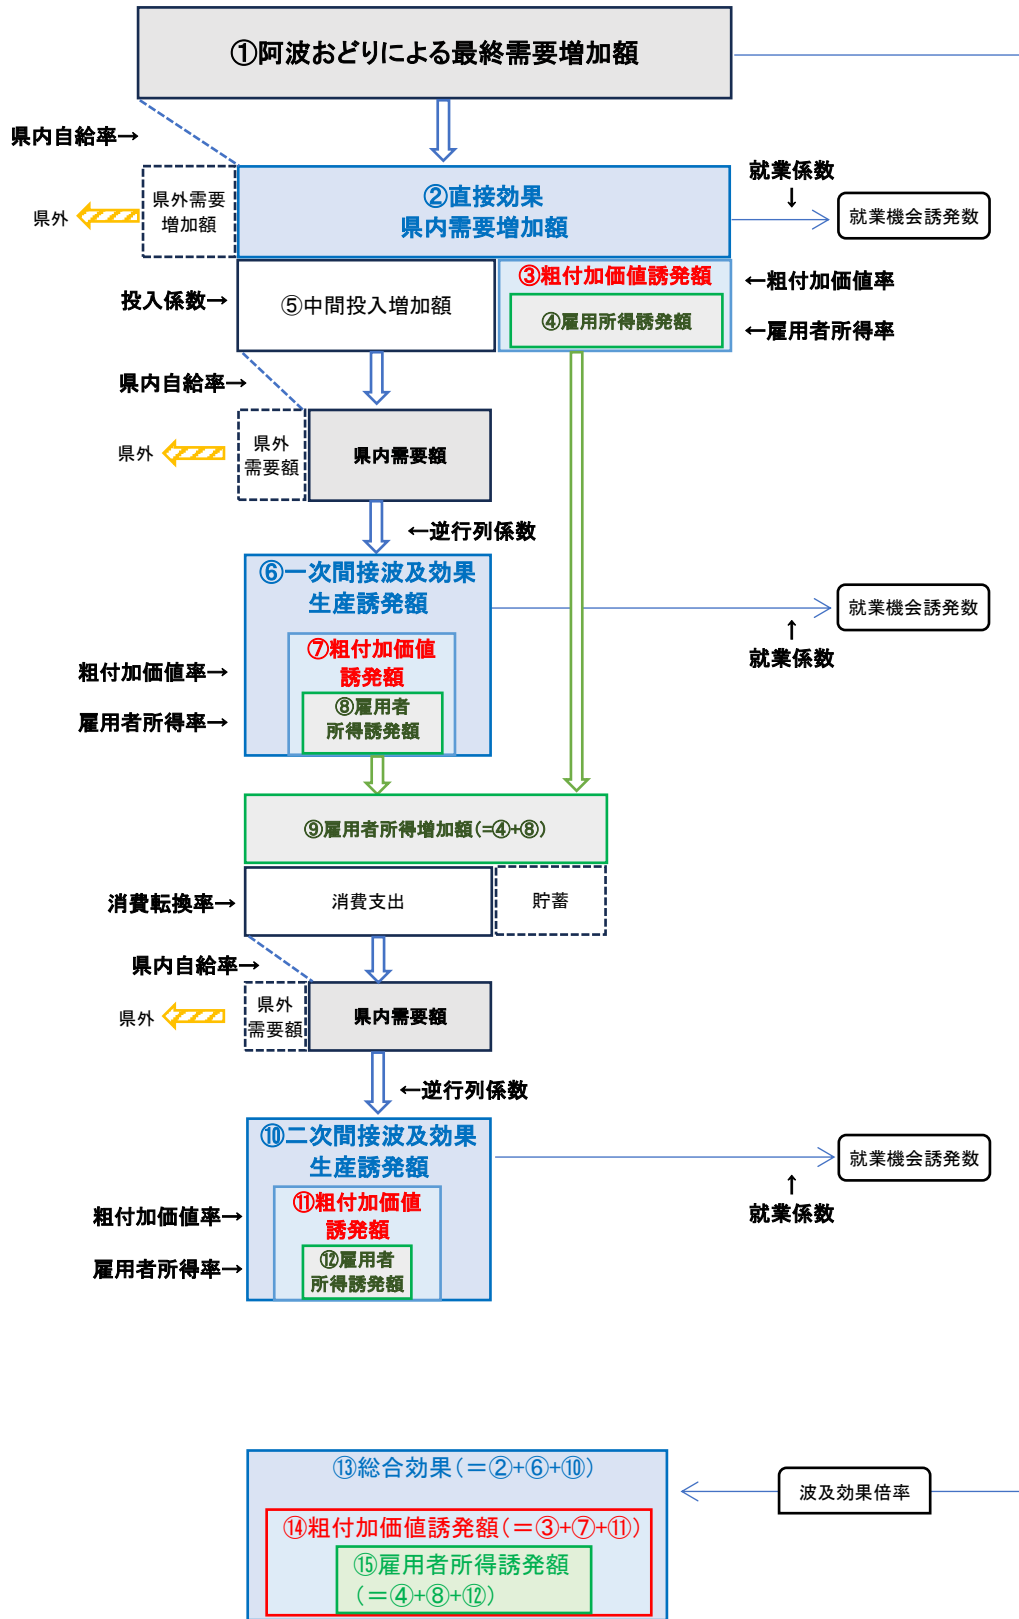 ①阿波おどりによる最終需要増加額
県内自給率→
県外
県外需要
増加額
②直接効果
県内需要増加額
就業係数
↓
就業機会誘発数
投入係数→
⑤中間投入増加額
③粗付加価値誘発額
④雇用所得誘発額
←粗付加価値率
←雇用者所得率
県内自給率→
県外
県外
需要額
県内需要額
←逆行列係数
⑥一次間接波及効果
生産誘発額
⑦粗付加価値
誘発額
⑧雇用者
所得誘発額
粗付加価値率→
雇用者所得率→
就業機会誘発数
↑
就業係数
⑨雇用者所得増加額(=④+⑧)
消費転換率→
消費支出
貯蓄
県内自給率→
県外
県外
需要額
県内需要額
←逆行列係数
⑩二次間接波及効果
生産誘発額
⑪粗付加価値
誘発額
⑫雇用者
所得誘発額
粗付加価値率→
雇用者所得率→
就業機会誘発数
↑
就業係数
⑬総合効果(＝②+⑥+⑩)
⑭粗付加価値誘発額(＝③+⑦+⑪)
⑮雇用者所得誘発額
(＝④+⑧+⑫)
波及効果倍率